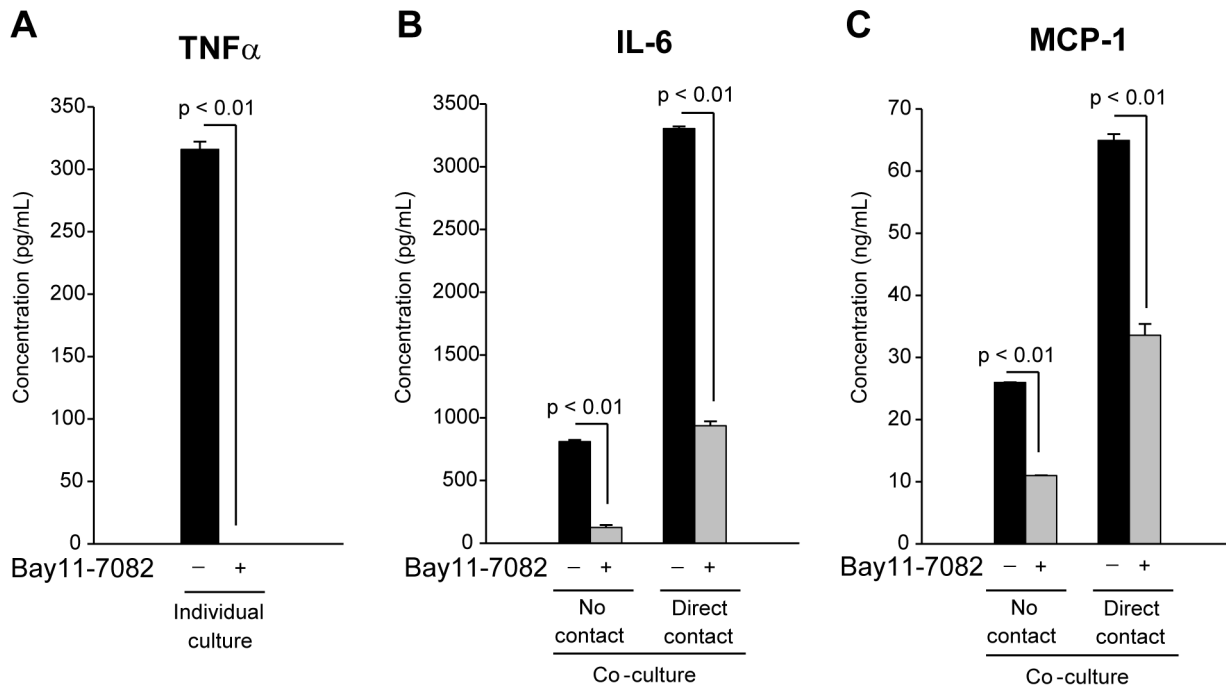 A
TNFα
Concentration (pg/mL)
350
300
250
200
150
100
50
0
p < 0.01
Bay11-7082
– +
Individual
culture
B
IL-6
Concentration (pg/mL)
3500
3000
2500
2000
1500
1000
500
0
p < 0.01
p < 0.01
– + – +
No
contact
Direct
contact
Co-culture
C
MCP-1
Concentration (ng/mL)
70
60
50
40
30
20
10
0
p < 0.01
p < 0.01
Bay11-7082
– + – +
No
contact
Direct
contact
Co-culture
Bay11-7082